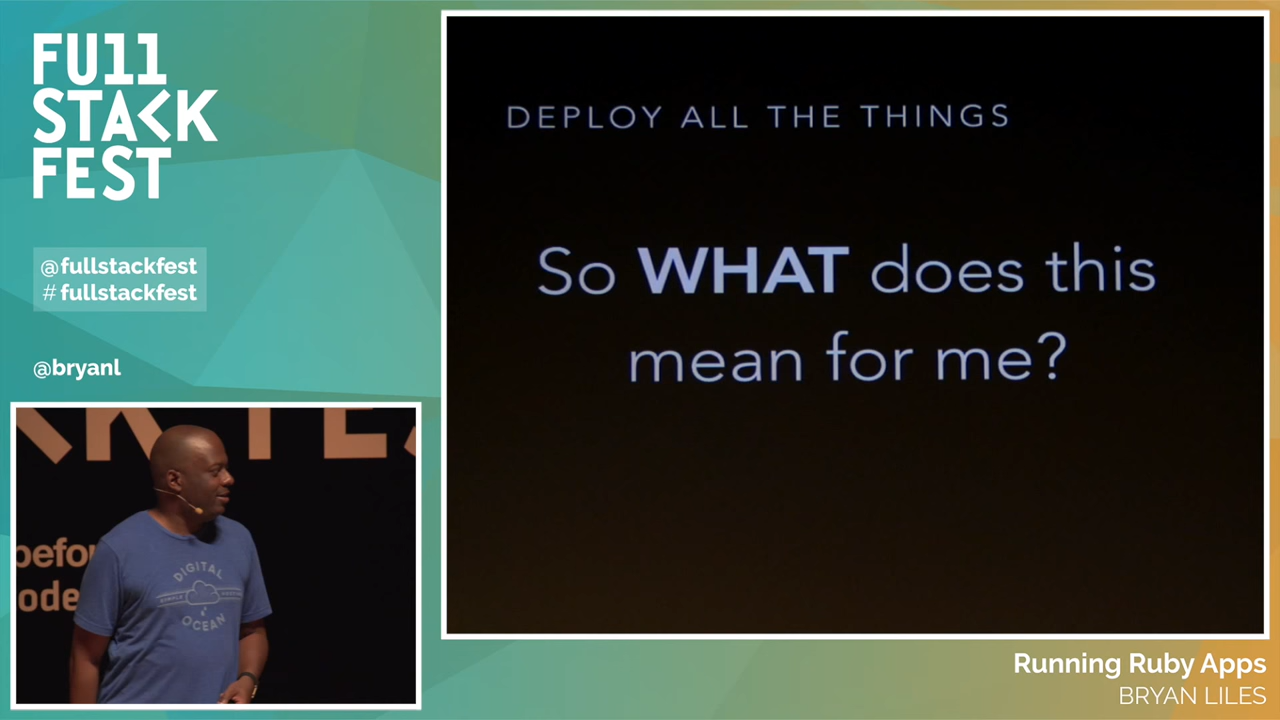 FU11
STACK
FEST
@fullstackfest
# fullstackfest
@bryanl
DEPLOY ALL THE THINGS
So WHAT does this
mean for me?
DIGITAL
OCEAN
Running Ruby Apps
BRYAN LILES